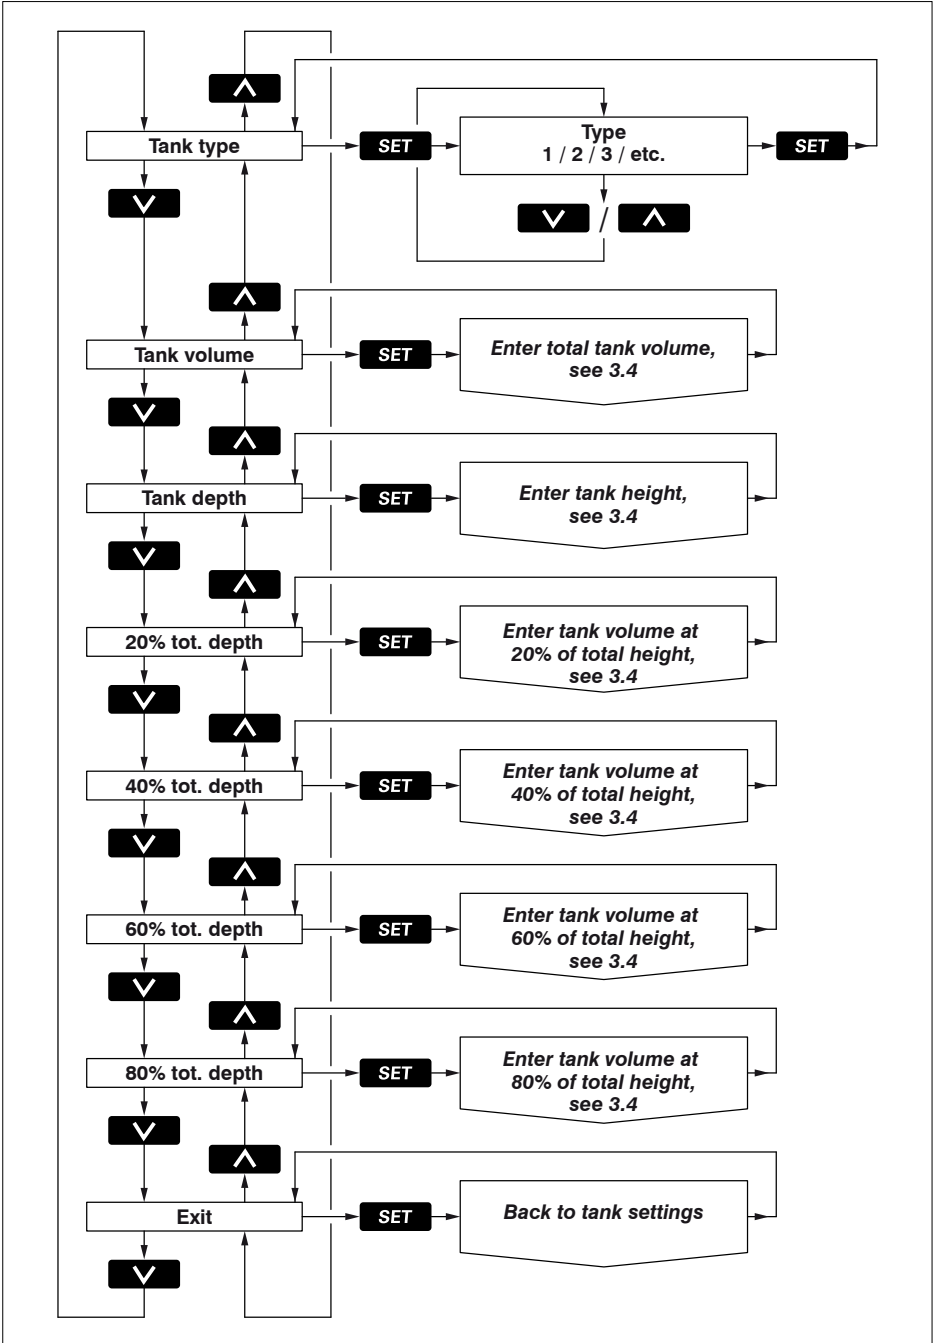 Tank type
SET
Type
1 / 2 / 3 / etc.
SET
/
Tank volume
SET
Enter total tank volume,
see 3.4
Tank depth
SET
Enter tank height,
see 3.4
20% tot. depth
SET
Enter tank volume at
20% of total height,
see 3.4
40% tot. depth
SET
Enter tank volume at
40% of total height,
see 3.4
60% tot. depth
SET
Enter tank volume at
60% of total height,
see 3.4
80% tot. depth
SET
Enter tank volume at
80% of total height,
see 3.4
Exit
SET
Back to tank settings